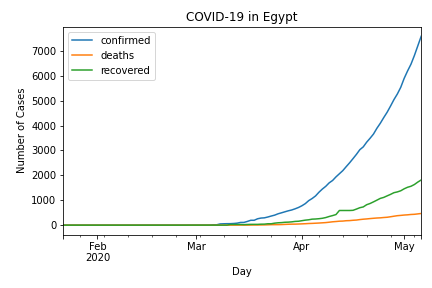 COVID-19 in Egypt
confirmed
deaths
recovered
Number of Cases
7000
6000
5000
4000
3000
2000
1000
0
Feb
2020
Mar
Apr
May
Day